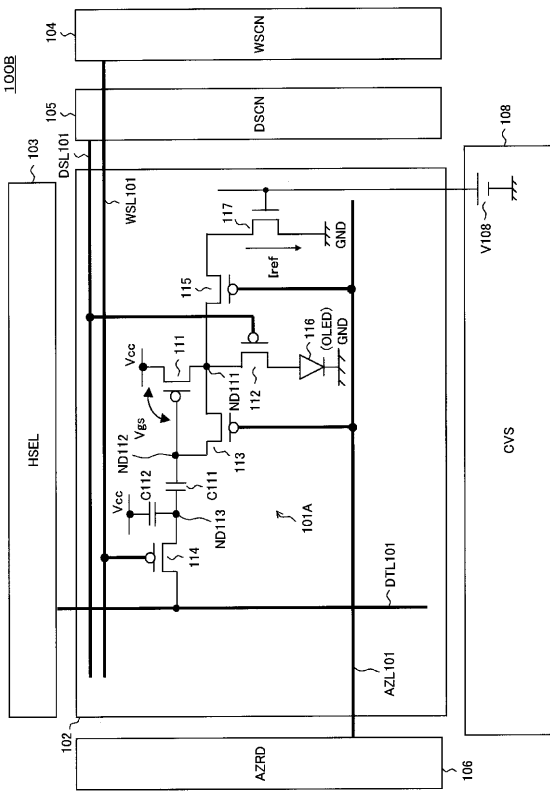 100B
104
WSCN
105
DSCN
103
HSEL
DSL101
WSL101
108
CVS
V108
117
Iref
GND
115
116
(OLED)
GND
112
ND111
111
Vcc
Vgs
ND112
113
C111
C112
Vcc
ND113
114
101A
DTL101
AZL101
102
AZRD
106